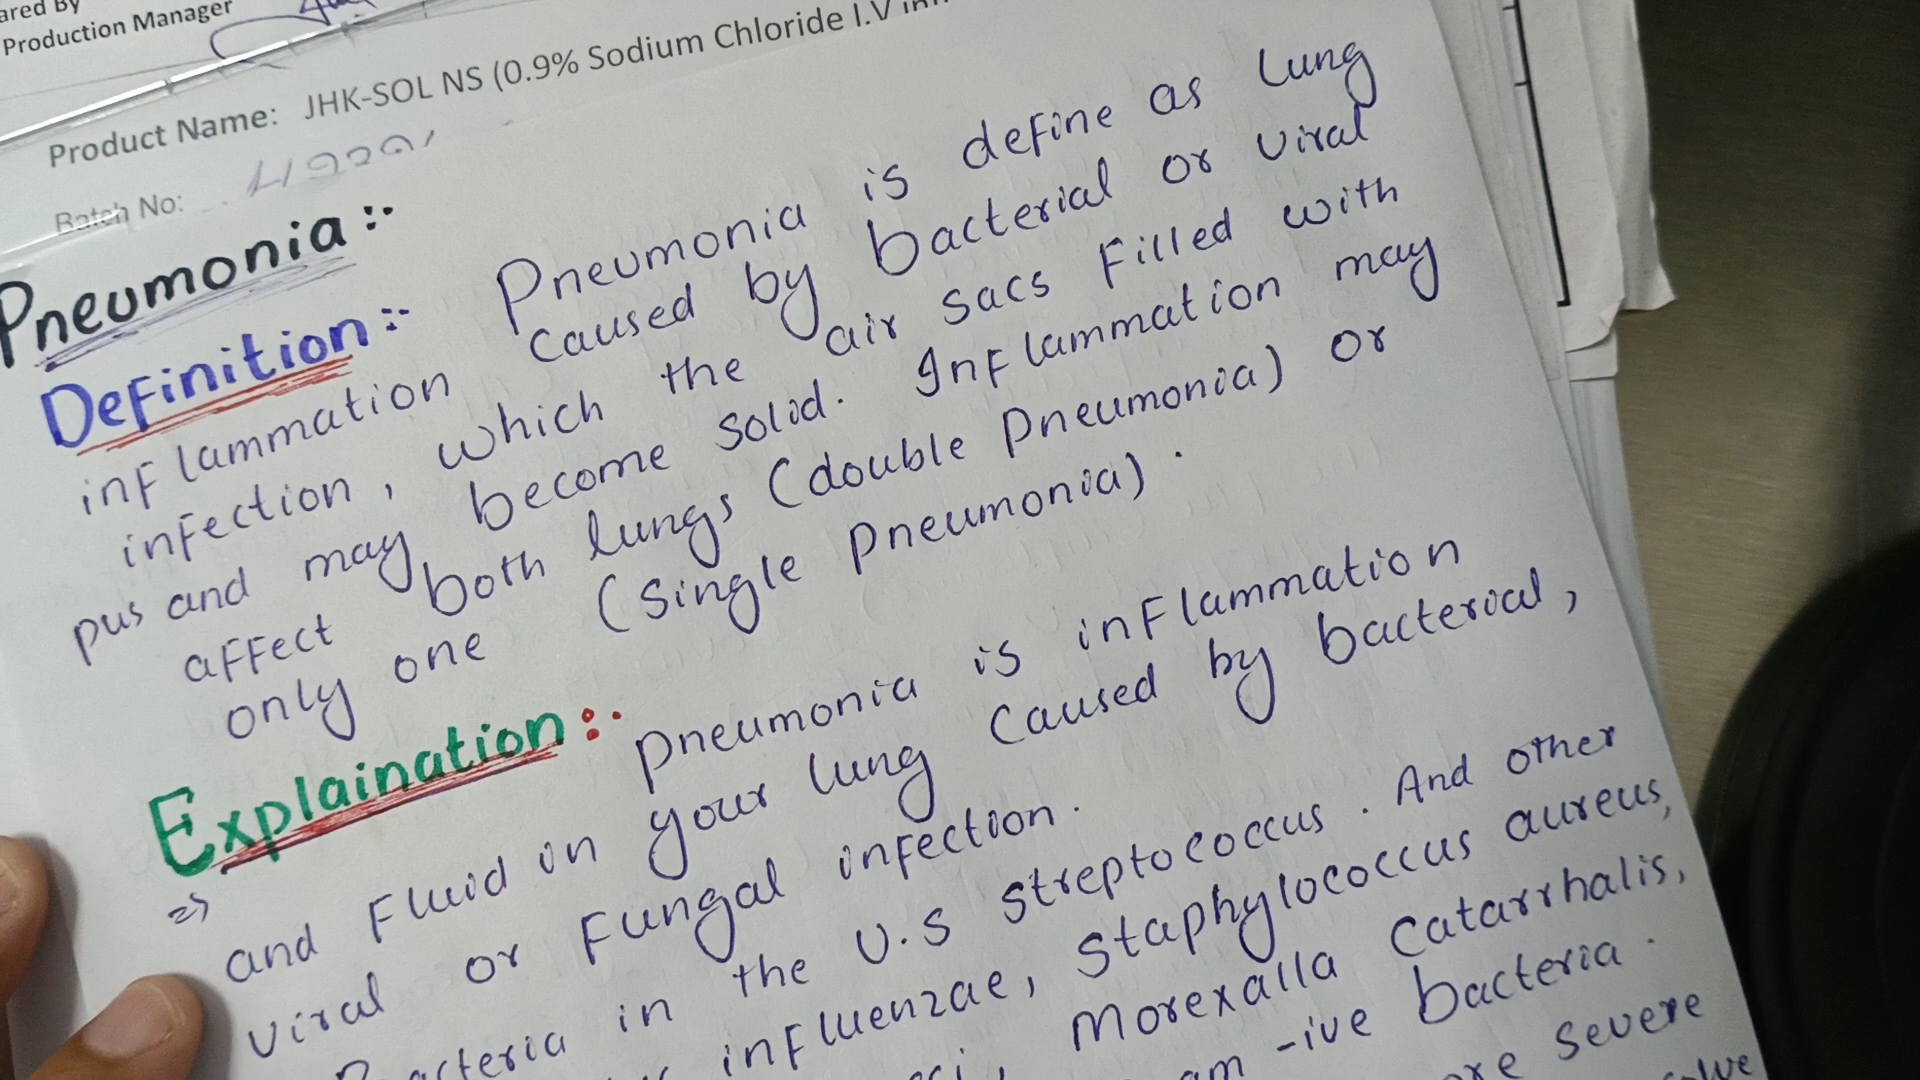 ared By
Production Manager
Product Name: JHK-SOL NS (0.9% Sodium Chloride I.V
Batch No:
Pneumonia:-
Definition:- Pneumonia is define as lung
inflammation caused by bacterial or viral
infection, which the air sacs filled with
pus and may become solid. Inflammation may
affect both lungs (double pneumonia) or
only one (single pneumonia).
Explaination:- pneumonia is inflammation
=> and fluid in your lung caused by bacterial,
viral or fungal infection.
Bacteria in the U.S streptococcus. And other
influenzae, staphylococcus aureus,
Morexalla catarrhalis,
-ive bacteria.
severe